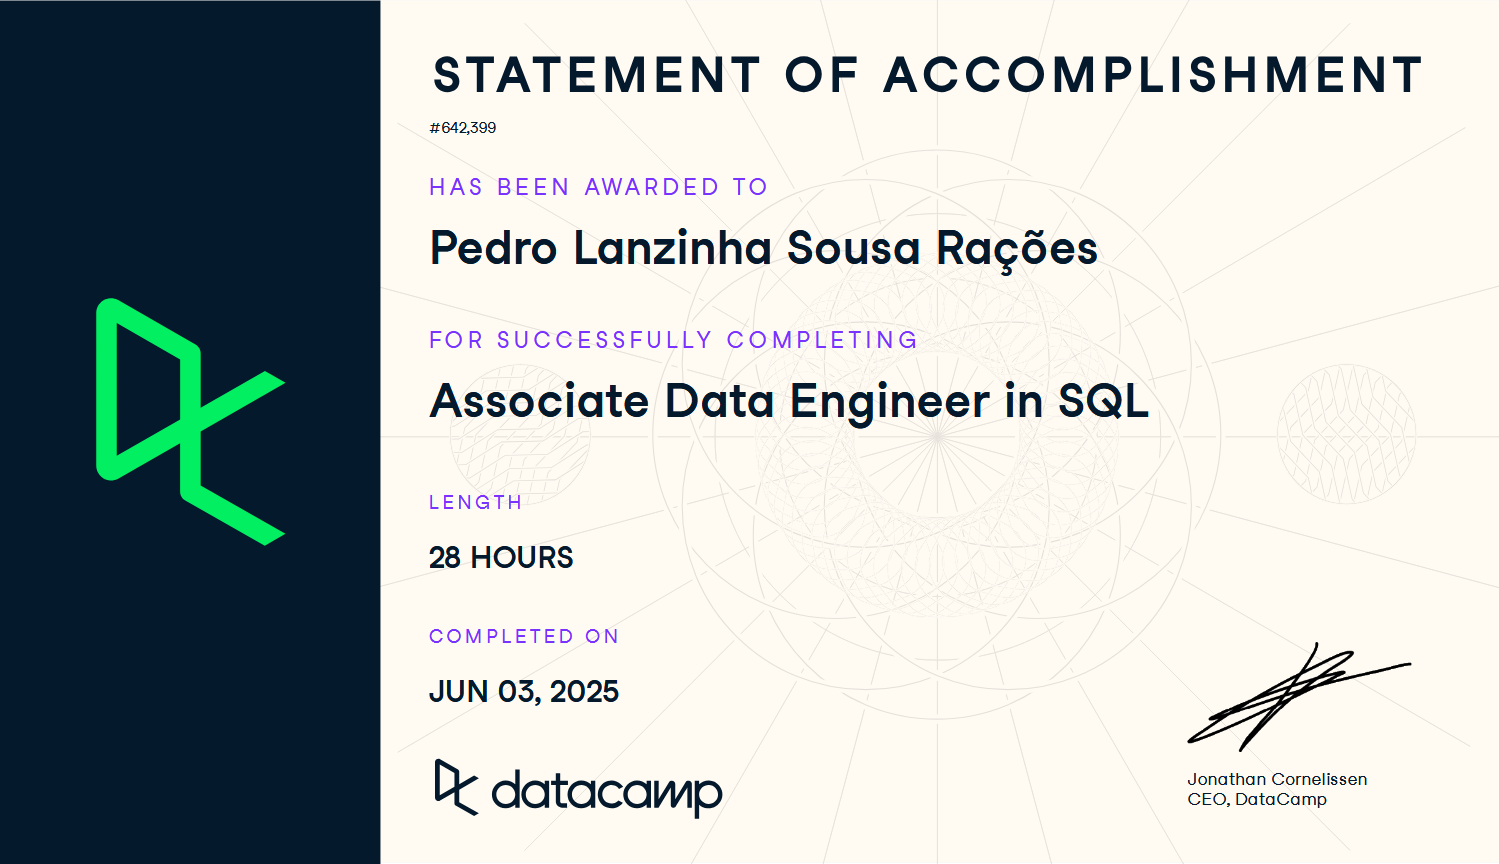 STATEMENT OF ACCOMPLISHMENT
#642,399
HAS BEEN AWARDED TO
Pedro Lanzinha Sousa Rações
FOR SUCCESSFULLY COMPLETING
Associate Data Engineer in SQL
LENGTH
28 HOURS
COMPLETED ON
JUN 03, 2025
datacamp
Jonathan Cornelissen
CEO, DataCamp